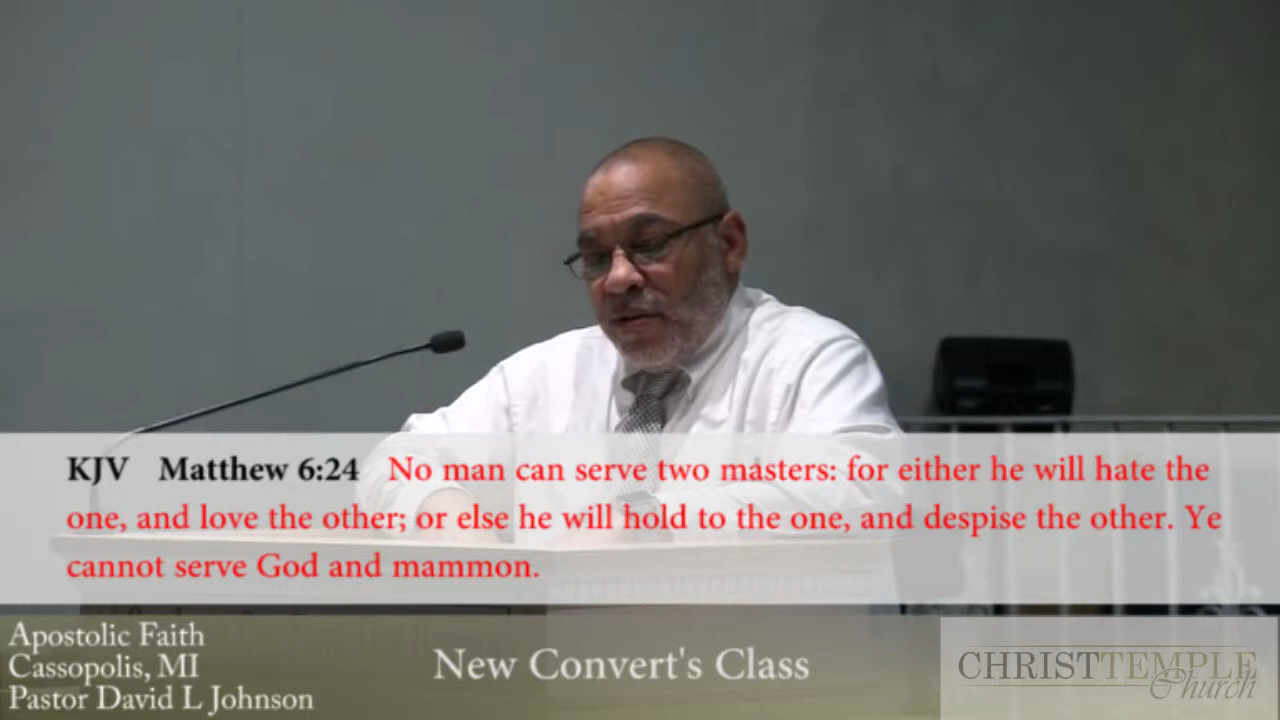 KJV Matthew 6:24 No man can serve two masters: for either he will hate the
one, and love the other; or else he will hold to the one, and despise the other. Ye
cannot serve God and mammon.
Apostolic Faith
Cassopolis, MI
Pastor David L Johnson
New Convert's Class
CHRISTTEMPLE
Church